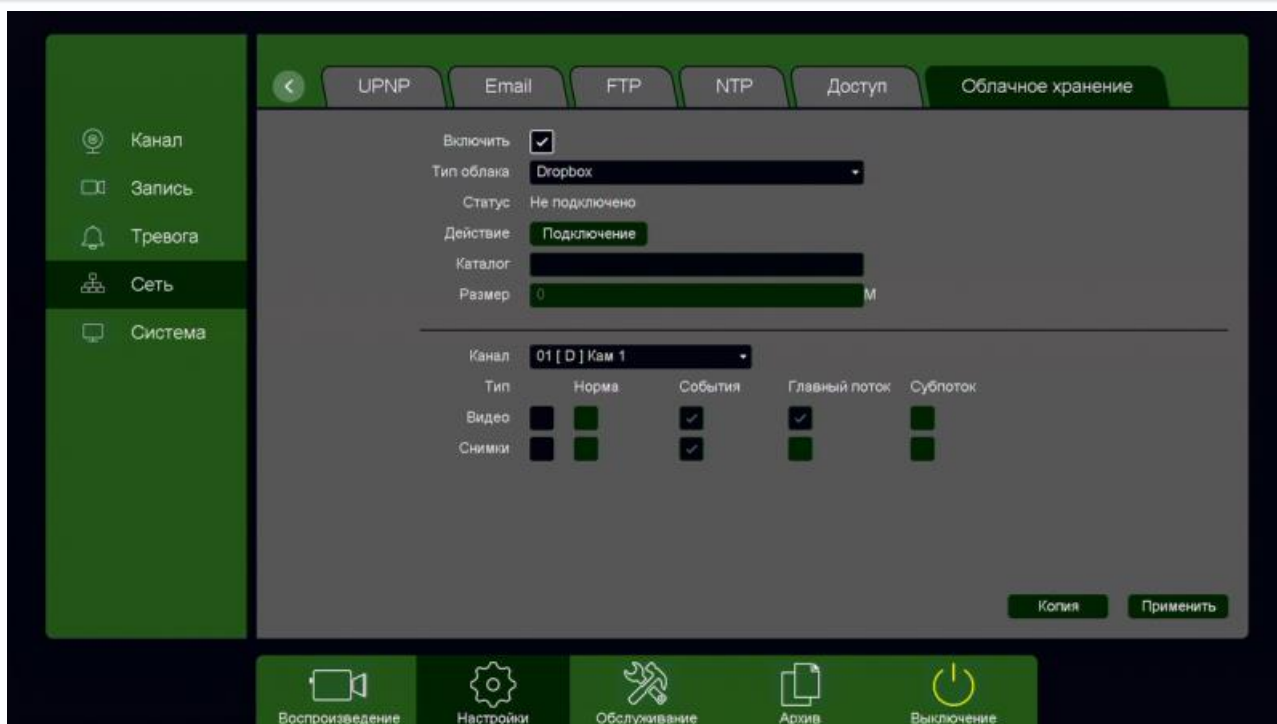 UPNP Email FTP NTP Доступ Облачное хранение
Канал
Запись
Тревога
Сеть
Система
Включить
Тип облака Dropbox
Статус Не подключено
Действие Подключение
Каталог
Размер 0 М
Канал 01 [ D ] Кам 1
Тип Норма События Главный поток Субпоток
Видео
Снимки
Копия Применить
Воспроизведение Настройки Обслуживание Архив Выключение